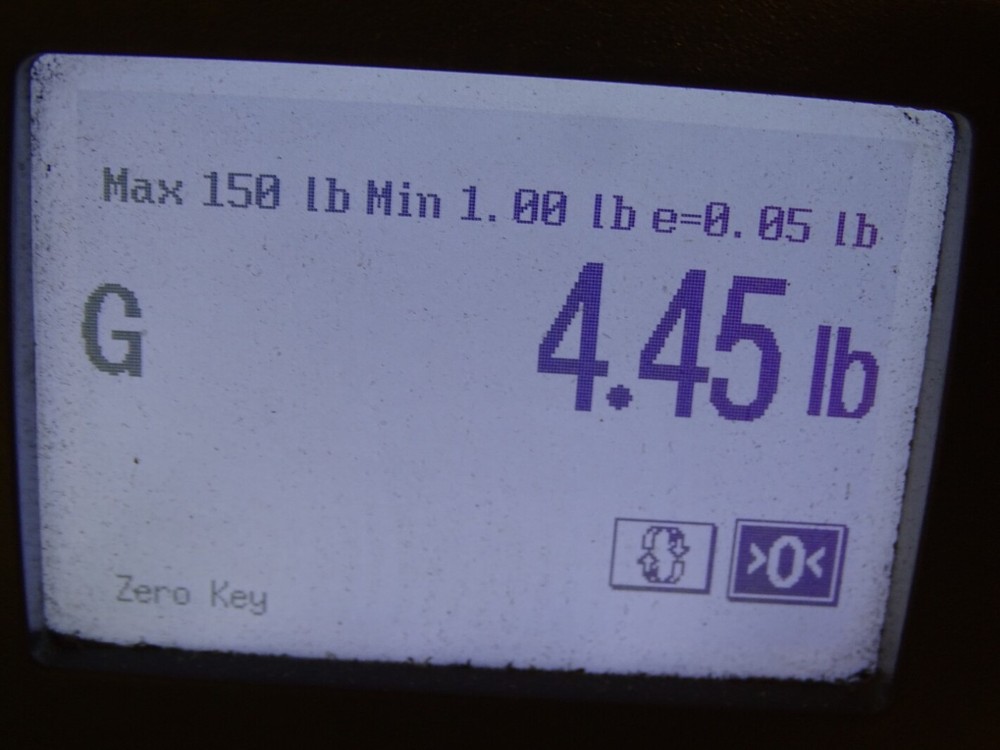 Max 150 lb Min 1.00 lb e=0.05 lb
G 4.45 lb
>0<
Zero Key